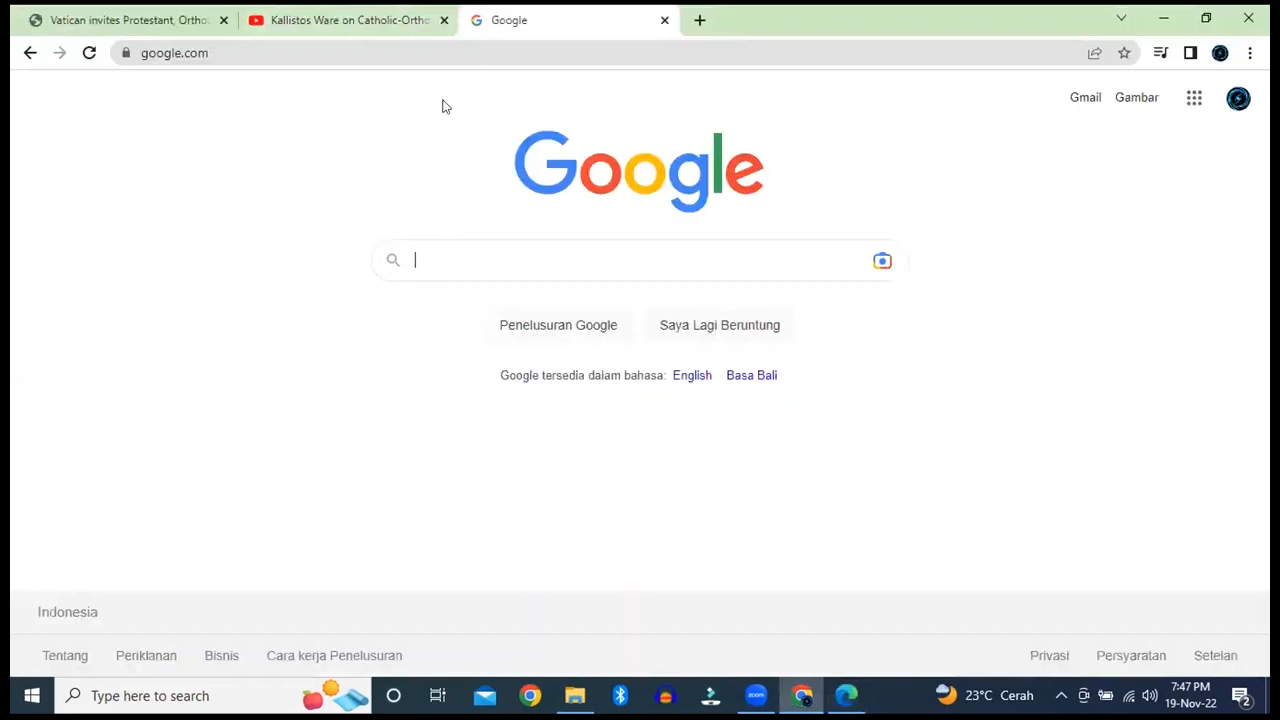 Vatican invites Protestant, Ortho
Kallistos Ware on Catholic-Ortho
Google
google.com
Gmail
Gambar
Google
Penelusuran Google
Saya Lagi Beruntung
Google tersedia dalam bahasa: English Basa Bali
Indonesia
Tentang
Periklanan
Bisnis
Cara kerja Penelusuran
Privasi
Persyaratan
Setelan
Type here to search
zoom
23°C Cerah
7:47 PM
19-Nov-22
2